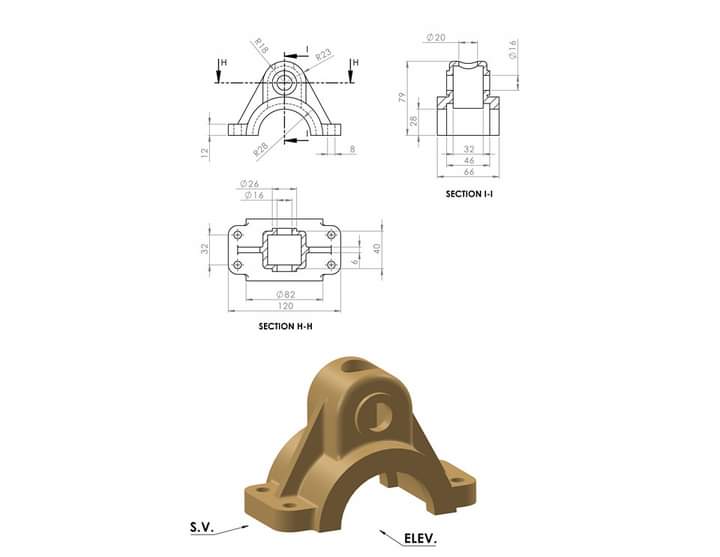 I
R18
R23
H
H
R28
I
12
8
Ø20
Ø16
79
28
32
46
66
SECTION I-I
Ø26
Ø16
32
6
40
Ø82
120
SECTION H-H
S.V.
ELEV.